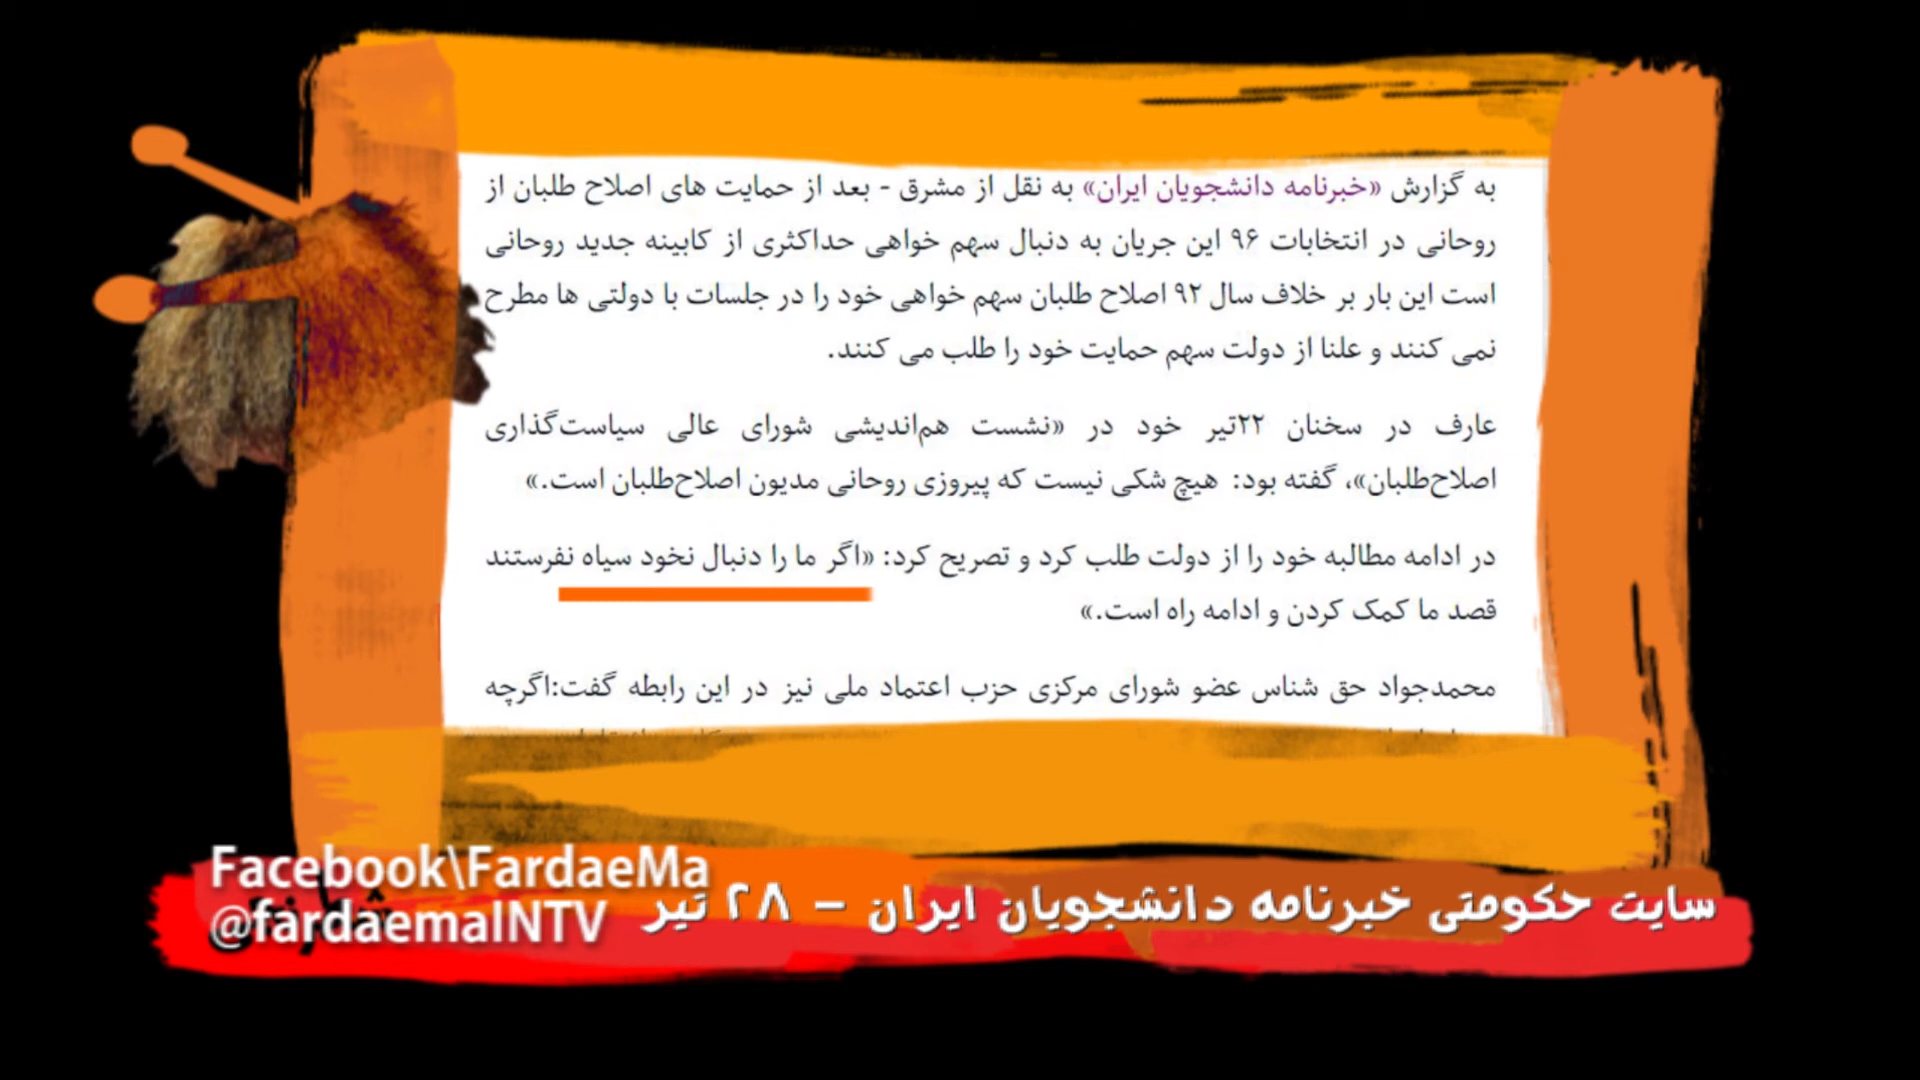 به گزارش «خبرنامه دانشجویان ایران» به نقل از مشرق - بعد از حمایت های اصلاح طلبان از
روحانی در انتخابات ۹۶ این جریان به دنبال سهم خواهی حداکثری از کابینه جدید روحانی
است این بار بر خلاف سال ۹۲ اصلاح طلبان سهم خواهی خود را در جلسات با دولتی ها مطرح
نمی کنند و علنا از دولت سهم حمایت خود را طلب می کنند.
عارف در سخنان ۲۲تیر خود در «نشست هم‌اندیشی شورای عالی سیاست‌گذاری
اصلاح‌طلبان»، گفته بود: هیچ شکی نیست که پیروزی روحانی مدیون اصلاح‌طلبان است.»
در ادامه مطالبه خود را از دولت طلب کرد و تصریح کرد: «اگر ما را دنبال نخود سیاه نفرستند
قصد ما کمک کردن و ادامه راه است.»
محمدجواد حق شناس عضو شورای مرکزی حزب اعتماد ملی نیز در این رابطه گفت:اگرچه
سایت حکومتی خبرنامه دانشجویان ایران – ۲۸ تیر
Facebook\FardaeMa
@fardaemaINTV